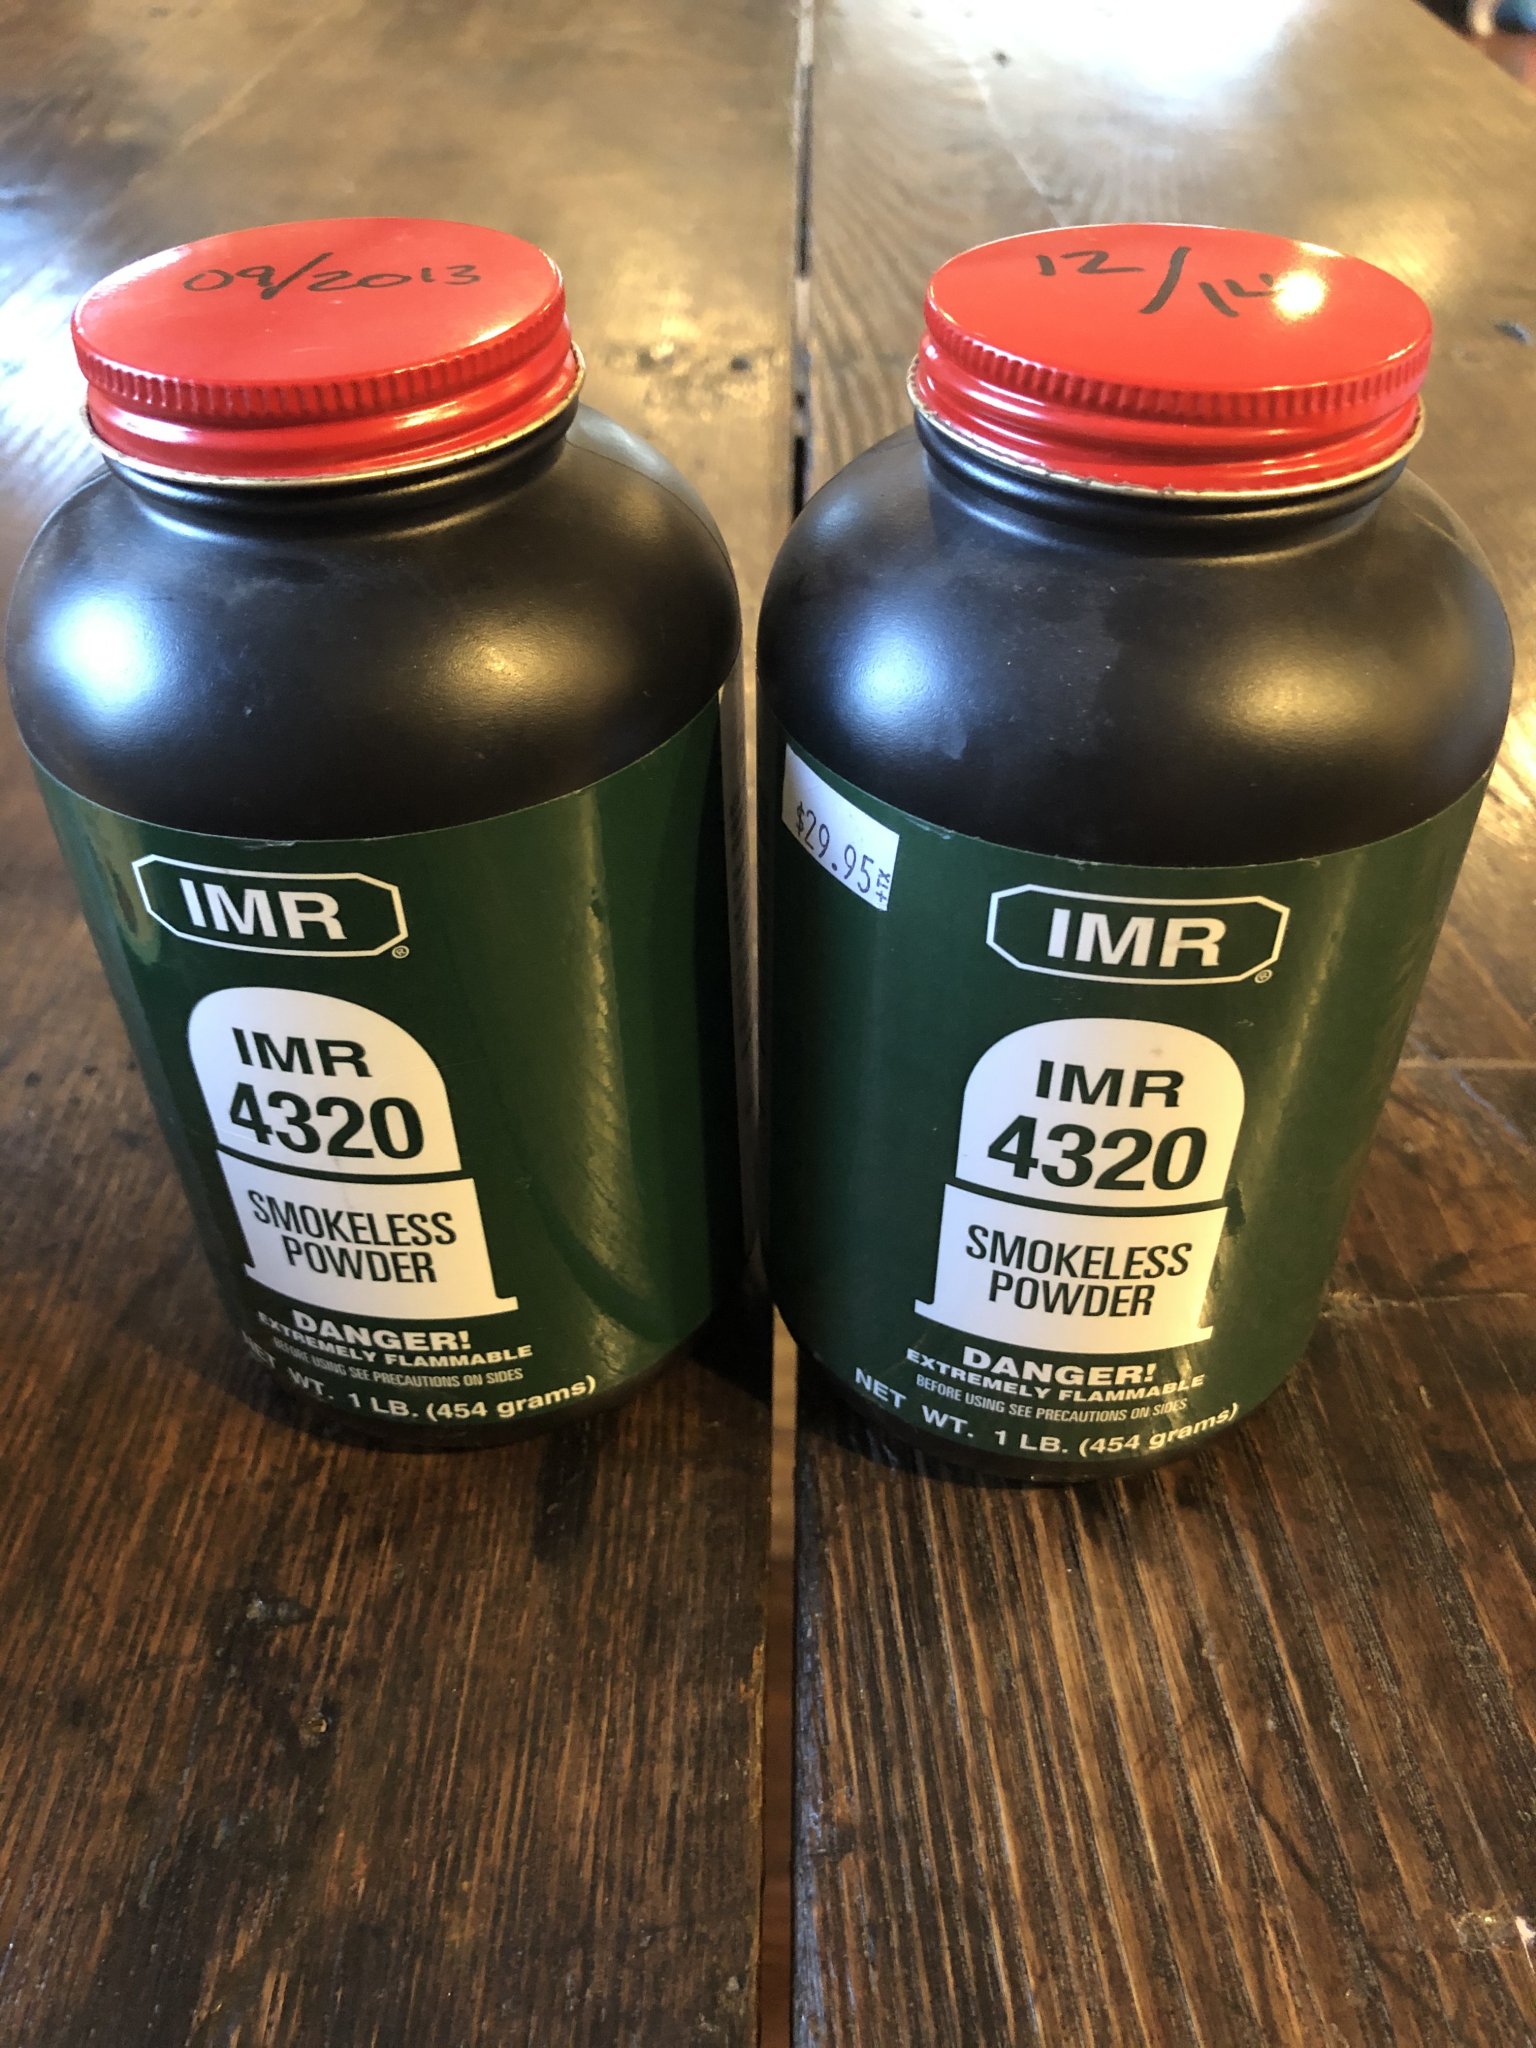 09/2013
IMR
®
IMR
4320
SMOKELESS
POWDER
DANGER!
EXTREMELY FLAMMABLE
BEFORE USING SEE PRECAUTIONS ON SIDES
WT. 1 LB. (454 grams)
12/14
$29.95
+TX
IMR
®
IMR
4320
SMOKELESS
POWDER
DANGER!
EXTREMELY FLAMMABLE
BEFORE USING SEE PRECAUTIONS ON SIDES
NET WT. 1 LB. (454 grams)